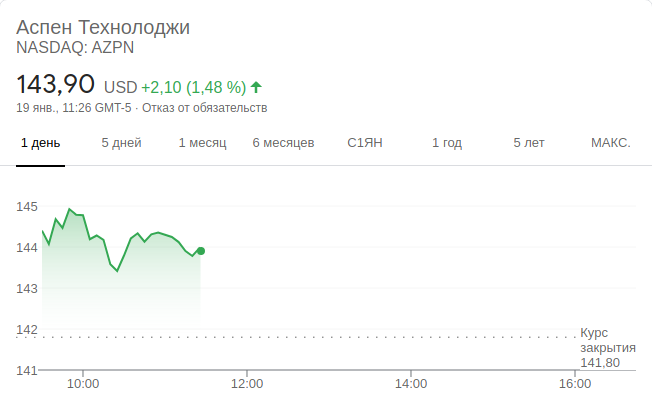 Аспен Технолоджи
NASDAQ: AZPN
143,90 USD +2,10 (1,48 %)
19 янв., 11:26 GMT-5 · Отказ от обязательств
1 день 5 дней 1 месяц 6 месяцев С1ЯН 1 год 5 лет МАКС.
145
144
143
142
Курс
закрытия
141,80
141
10:00 12:00 14:00 16:00